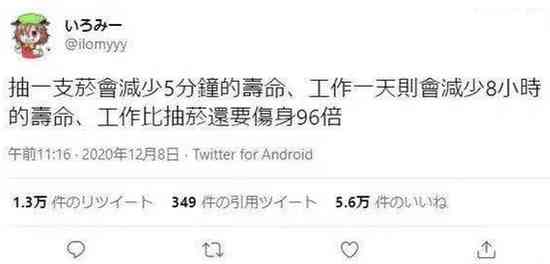 いろみー
@ilomyyy
抽一支菸會減少5分鐘的壽命、工作一天則會減少8小時
的壽命、工作比抽菸還要傷身96倍
午前11:16 · 2020年12月8日 · Twitter for Android
1.3万 件のリツイート 349 件の引用ツイート 5.6万 件のいいね